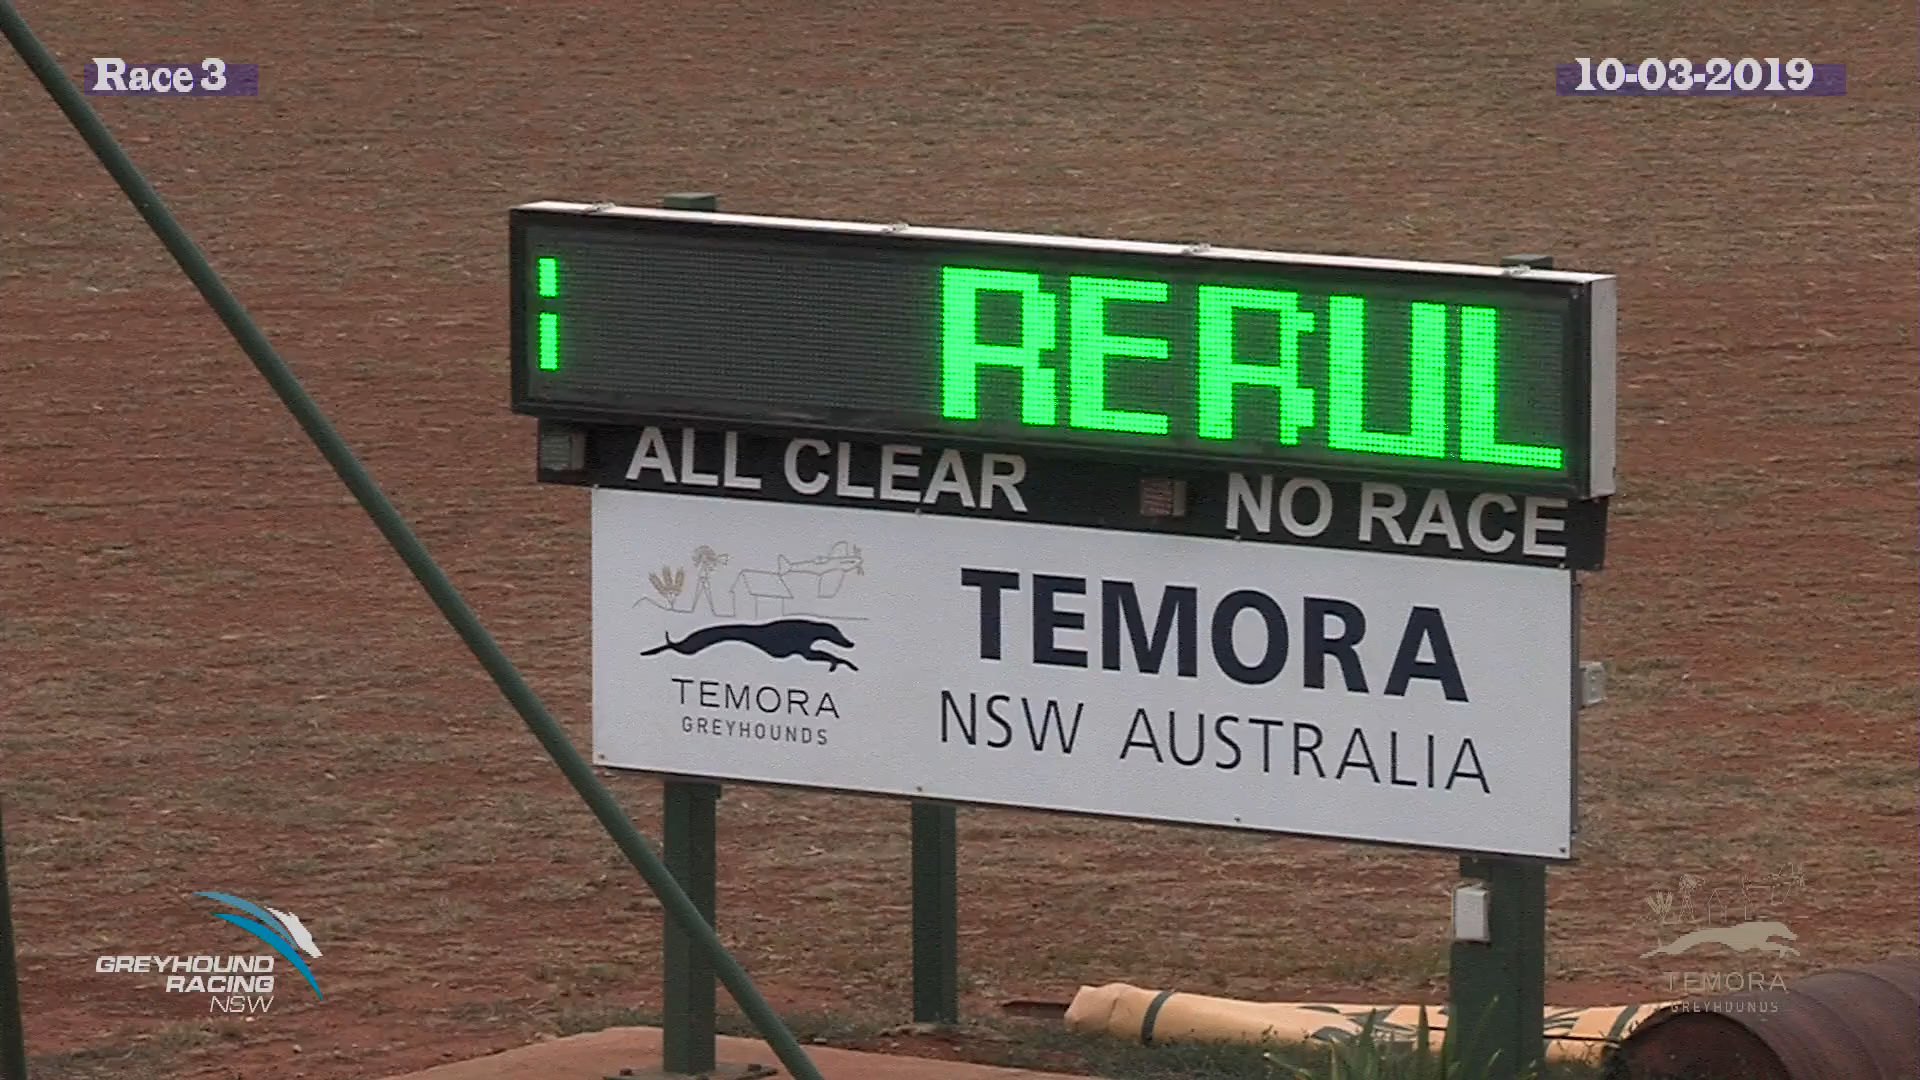 Race 3
10-03-2019
RERUL
ALL CLEAR
NO RACE
TEMORA
NSW AUSTRALIA
TEMORA
GREYHOUNDS
GREYHOUND
RACING
NSW
TEMORA
GREYHOUNDS